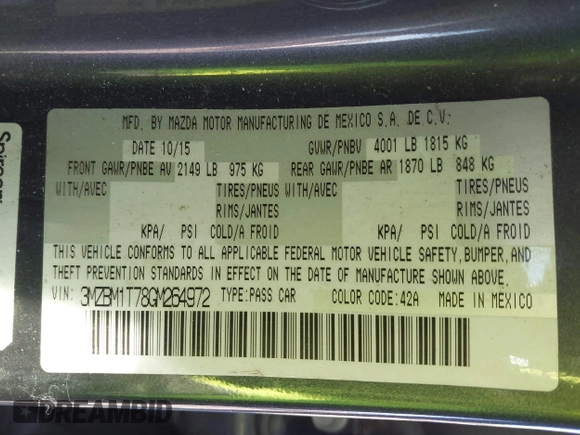 MFD. BY MAZDA MOTOR MANUFACTURING DE MEXICO S.A. DE C.V.
DATE 10/15 GVWR/PNBV 4001 LB 1815 KG
FRONT GAWR/PNBE AV 2149 LB 975 KG REAR GAWR/PNBE AR 1870 LB 848 KG
WITH/AVEC TIRES/PNEUS WITH/AVEC TIRES/PNEUS
RIMS/JANTES RIMS/JANTES
KPA/ PSI COLD/A FROID KPA/ PSI COLD/A FROID
THIS VEHICLE CONFORMS TO ALL APPLICABLE FEDERAL MOTOR VEHICLE SAFETY, BUMPER, AND
THEFT PREVENTION STANDARDS IN EFFECT ON THE DATE OF MANUFACTURE SHOWN ABOVE.
VIN: 3MZBM1T78GM264972 TYPE:PASS CAR COLOR CODE:42A MADE IN MEXICO
DREAMBID